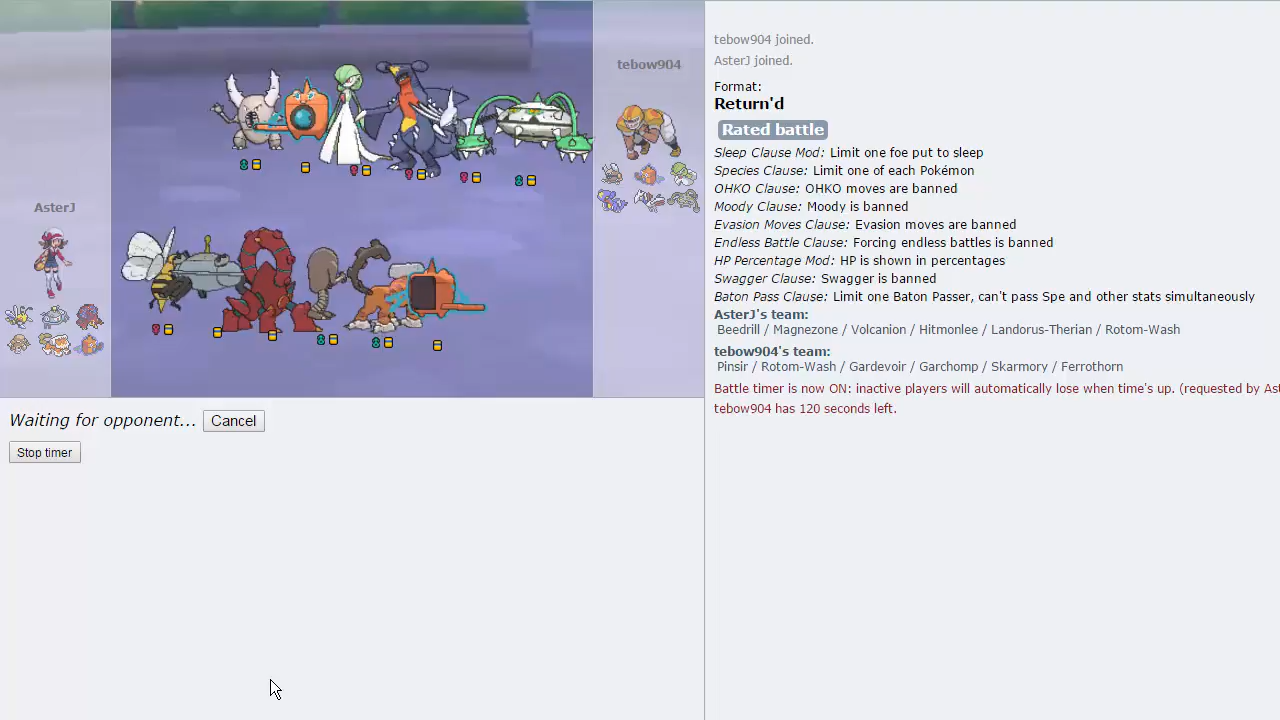 tebow904
AsterJ
Waiting for opponent... Cancel
Stop timer
tebow904 joined.
AsterJ joined.
Format:
Return'd
Rated battle
Sleep Clause Mod: Limit one foe put to sleep
Species Clause: Limit one of each Pokémon
OHKO Clause: OHKO moves are banned
Moody Clause: Moody is banned
Evasion Moves Clause: Evasion moves are banned
Endless Battle Clause: Forcing endless battles is banned
HP Percentage Mod: HP is shown in percentages
Swagger Clause: Swagger is banned
Baton Pass Clause: Limit one Baton Passer, can't pass Spe and other stats simultaneously
AsterJ's team:
Beedrill / Magnezone / Volcanion / Hitmonlee / Landorus-Therian / Rotom-Wash
tebow904's team:
Pinsir / Rotom-Wash / Gardevoir / Garchomp / Skarmory / Ferrothorn
Battle timer is now ON: inactive players will automatically lose when time's up. (requested by Ast
tebow904 has 120 seconds left.